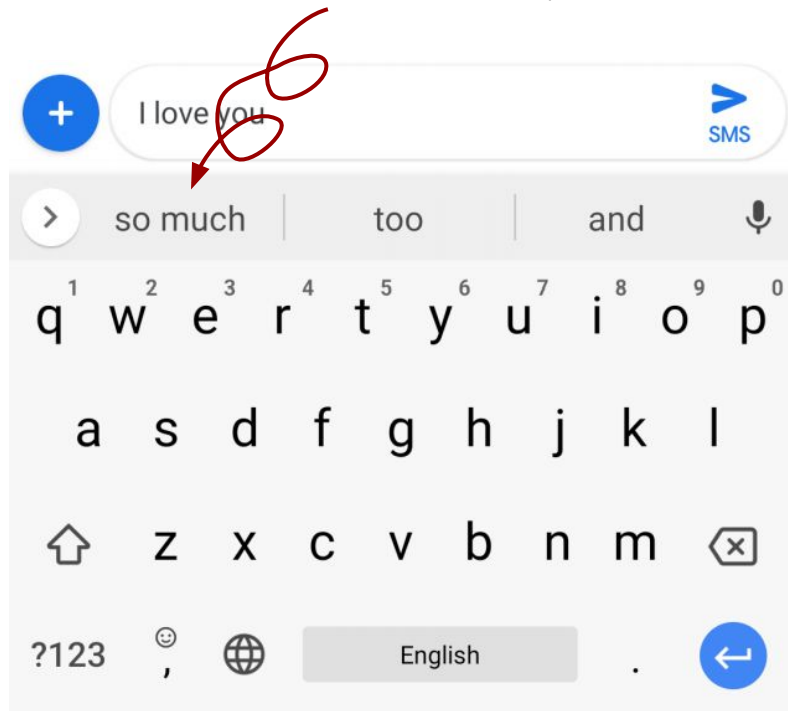 I love you
SMS
so much too and
1 2 3 4 5 6 7 8 9 0
q w e r t y u i o p
a s d f g h j k l
z x c v b n m
?123 , English .